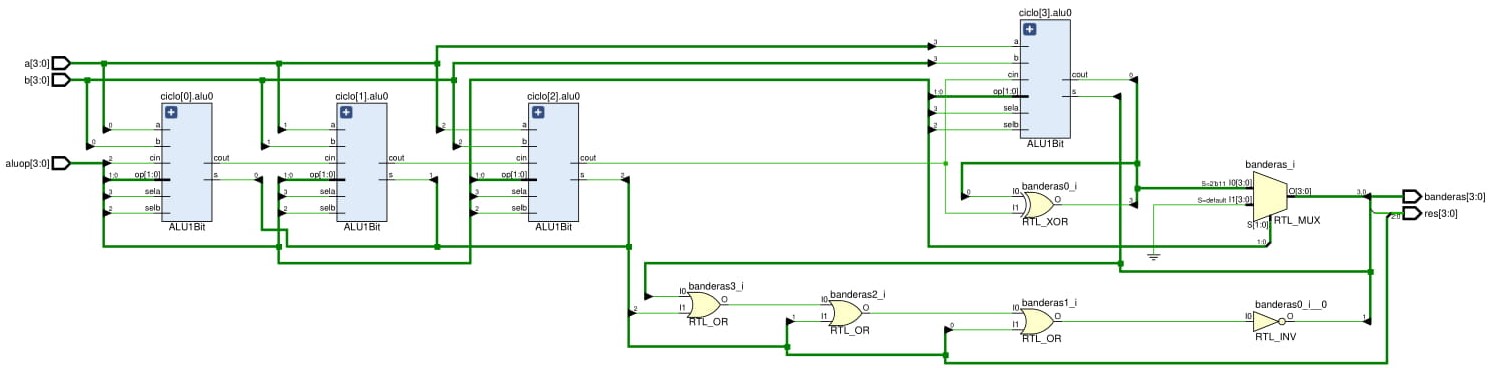 ciclo[3].alu0
a[3:0]
b[3:0]
aluop[3:0]
ciclo[0].alu0
a
b
cin
op[1:0]
sela
selb
cout
s
ALU1Bit
ciclo[1].alu0
a
b
cin
op[1:0]
sela
selb
cout
s
ALU1Bit
ciclo[2].alu0
a
b
cin
op[1:0]
sela
selb
cout
s
ALU1Bit
a
b
cin
op[1:0]
sela
selb
cout
s
ALU1Bit
0
0
2
1:0
3
2
0
1
1
1:0
3
2
1
2
2
1:0
3
2
2
3
3
1:0
3
2
0
0
3
banderas0_i
I0
I1
O
RTL_XOR
banderas_i
S=2'b11 I0[3:0]
S=default I1[3:0]
O[3:0]
S[1:0]
RTL_MUX
1:0
3,0
banderas[3:0]
res[3:0]
2:0
banderas3_i
I0
I1
O
RTL_OR
2
banderas2_i
I0
I1
O
RTL_OR
1
banderas1_i
I0
I1
O
RTL_OR
0
banderas0_i__0
I0
O
RTL_INV
1